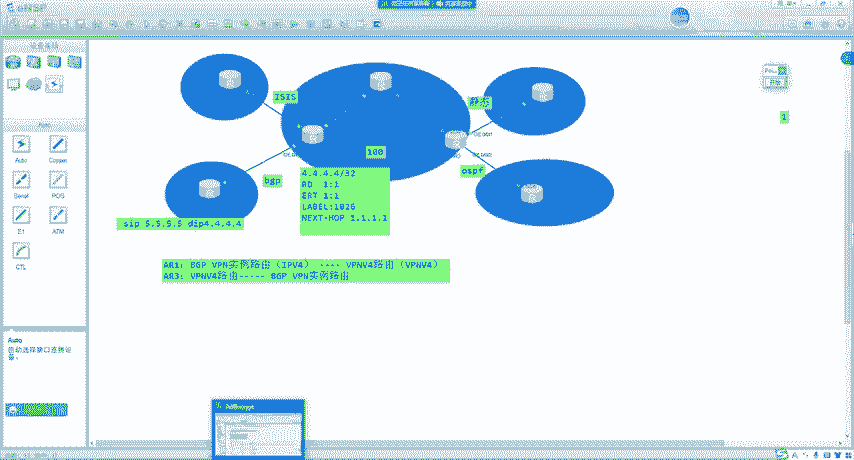 eNSP
ISIS
静态
100
bgp
ospf
4.4.4.4/32
RD 1:1
ERT 1:1
LABEL:1026
NEXT-HOP 1.1.1.1
sip 5.5.5.5 dip4.4.4.4
AR1: BGP VPN实例路由（IPV4） ---- VPNV4路由（VPNV4）
AR3: VPNV4路由----- BGP VPN实例路由
1
Auto
Auto
Copper
Serial
POS
E1
ATM
CTL
Auto
自动选择接口连接设备。